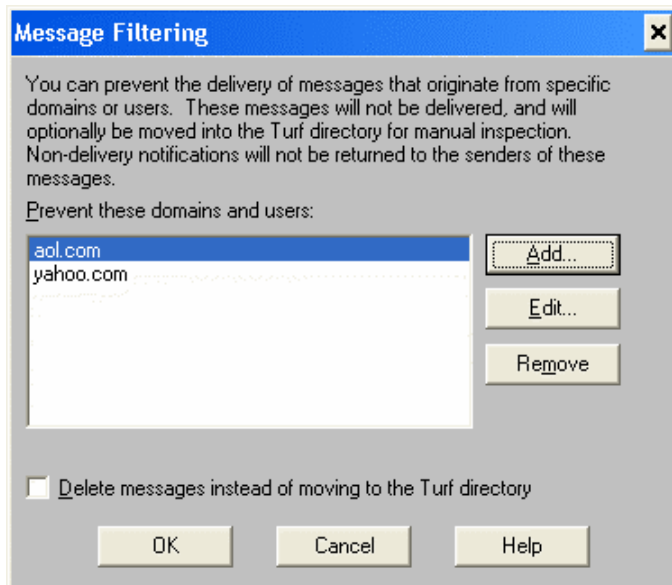 Message Filtering
You can prevent the delivery of messages that originate from specific
domains or users. These messages will not be delivered, and will
optionally be moved into the Turf directory for manual inspection.
Non-delivery notifications will not be returned to the senders of these
messages.
Prevent these domains and users:
aol.com
yahoo.com
Add...
Edit...
Remove
Delete messages instead of moving to the Turf directory
OK
Cancel
Help